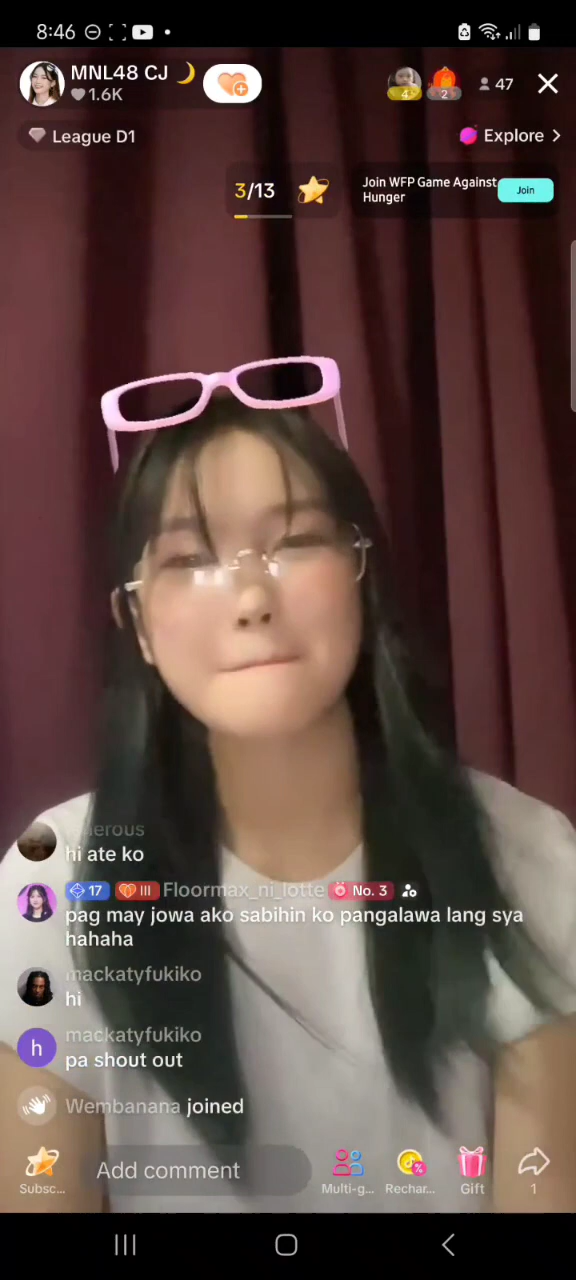 8:46
MNL48 CJ
1.6K
4
2
47
League D1
Explore
3/13
Join WFP Game Against
Hunger
Join
hi ate ko
17 III Floormax_ni_lotte No. 3
pag may jowa ako sabihin ko pangalawa lang sya
hahaha
mackatyfukiko
hi
h
mackatyfukiko
pa shout out
Wembanana joined
Add comment
Subsc...
Multi-g...
Rechar...
Gift
1